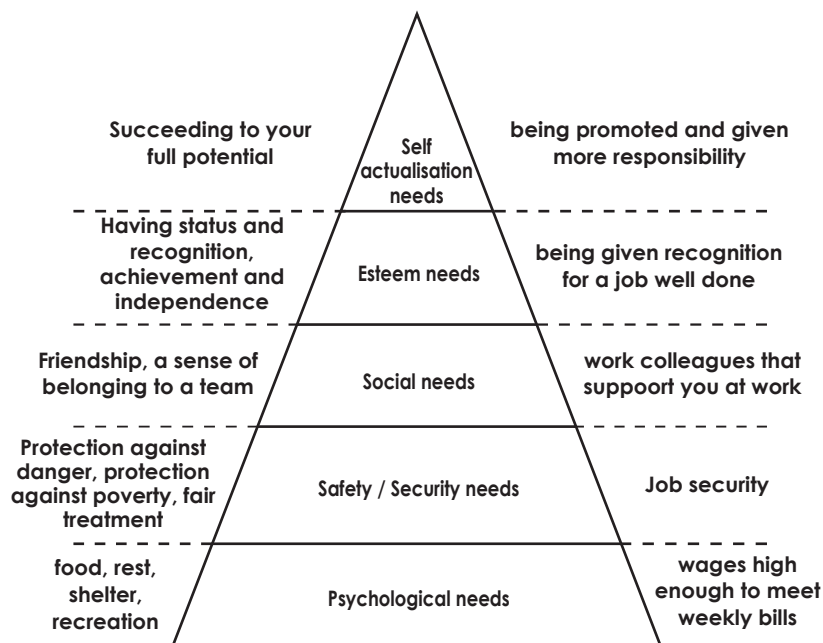 Succeeding to your
full potential
Self
actualisation
needs
being promoted and given
more responsibility
Having status and
recognition,
achievement and
independence
Esteem needs
being given recognition
for a job well done
Friendship, a sense of
belonging to a team
Social needs
work colleagues that
suppoort you at work
Protection against
danger, protection
against poverty, fair
treatment
Safety / Security needs
Job security
food, rest,
shelter,
recreation
Psychological needs
wages high
enough to meet
weekly bills